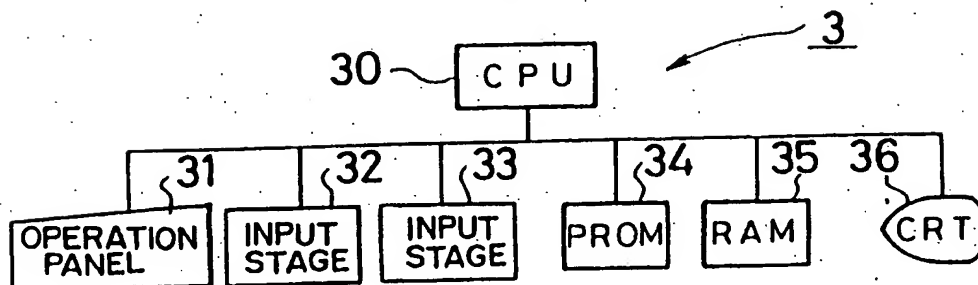 3
30 CPU
31 32 33 34 35 36
OPERATION PANEL
INPUT STAGE
INPUT STAGE
PROM
RAM
CRT